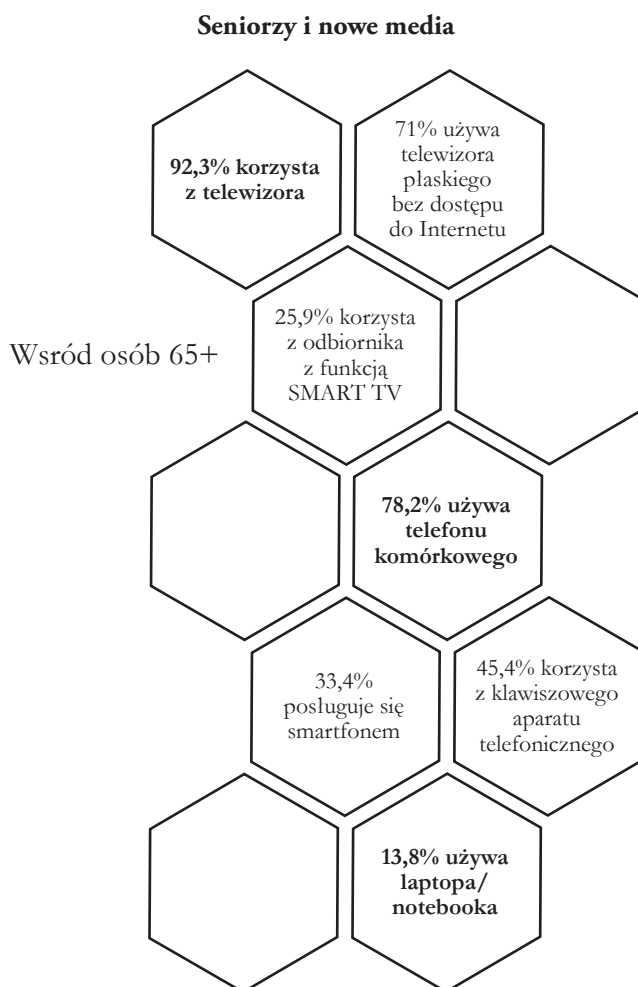 Seniorzy i nowe media
92,3% korzysta
z telewizora
71% używa
telewizora
płaskiego
bez dostępu
do Internetu
Wsród osób 65+
25,9% korzysta
z odbiornika
z funkcją
SMART TV
78,2% używa
telefonu
komórkowego
33,4%
posługuje się
smartfonem
45,4% korzysta
z klawiszowego
aparatu
telefonicznego
13,8% używa
laptopa/
notebooka